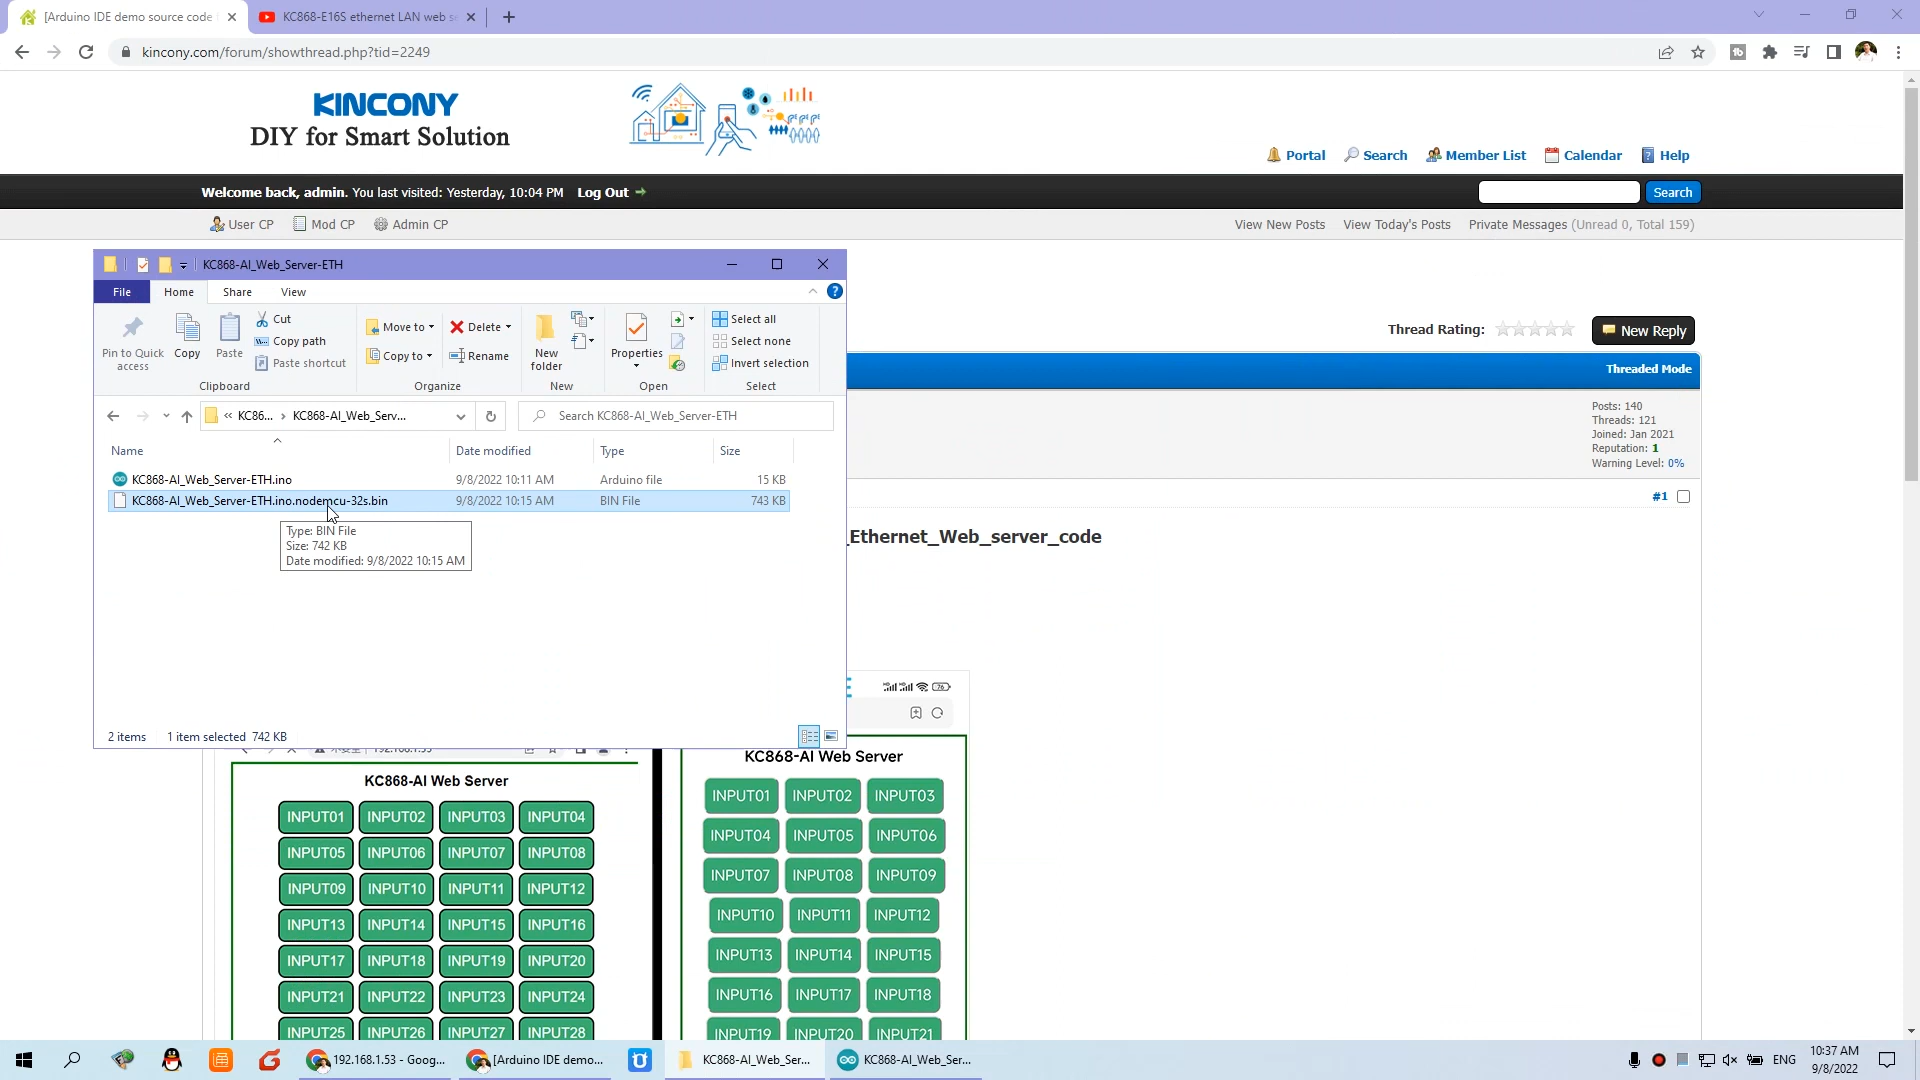 [Arduino IDE demo source code
KC868-E16S ethernet LAN web se
kincony.com/forum/showthread.php?tid=2249
KINCONY
DIY for Smart Solution
Portal Search Member List Calendar Help
Welcome back, admin. You last visited: Yesterday, 10:04 PM Log Out
Search
User CP Mod CP Admin CP
View New Posts View Today's Posts Private Messages (Unread 0, Total 159)
KC868-AI_Web_Server-ETH
File Home Share View
Pin to Quick access
Copy
Paste
Cut
Copy path
Paste shortcut
Move to
Copy to
Delete
Rename
New folder
Properties
Select all
Select none
Invert selection
Clipboard Organize New Open Select
« KC86... › KC868-AI_Web_Serv...
Search KC868-AI_Web_Server-ETH
Name Date modified Type Size
KC868-AI_Web_Server-ETH.ino 9/8/2022 10:11 AM Arduino file 15 KB
KC868-AI_Web_Server-ETH.ino.nodemcu-32s.bin 9/8/2022 10:15 AM BIN File 743 KB
Type: BIN File
Size: 742 KB
Date modified: 9/8/2022 10:15 AM
2 items 1 item selected 742 KB
Thread Rating:
New Reply
Threaded Mode
Posts: 140
Threads: 121
Joined: Jan 2021
Reputation: 1
Warning Level: 0%
#1
_Ethernet_Web_server_code
76
KC868-AI Web Server
INPUT01 INPUT02 INPUT03 INPUT04
INPUT05 INPUT06 INPUT07 INPUT08
INPUT09 INPUT10 INPUT11 INPUT12
INPUT13 INPUT14 INPUT15 INPUT16
INPUT17 INPUT18 INPUT19 INPUT20
INPUT21 INPUT22 INPUT23 INPUT24
INPUT25 INPUT26 INPUT27 INPUT28
KC868-AI Web Server
INPUT01 INPUT02 INPUT03
INPUT04 INPUT05 INPUT06
INPUT07 INPUT08 INPUT09
INPUT10 INPUT11 INPUT12
INPUT13 INPUT14 INPUT15
INPUT16 INPUT17 INPUT18
INPUT19 INPUT20 INPUT21
192.168.1.53 - Goog...
[Arduino IDE demo...
KC868-AI_Web_Ser...
KC868-AI_Web_Ser...
ENG
10:37 AM
9/8/2022